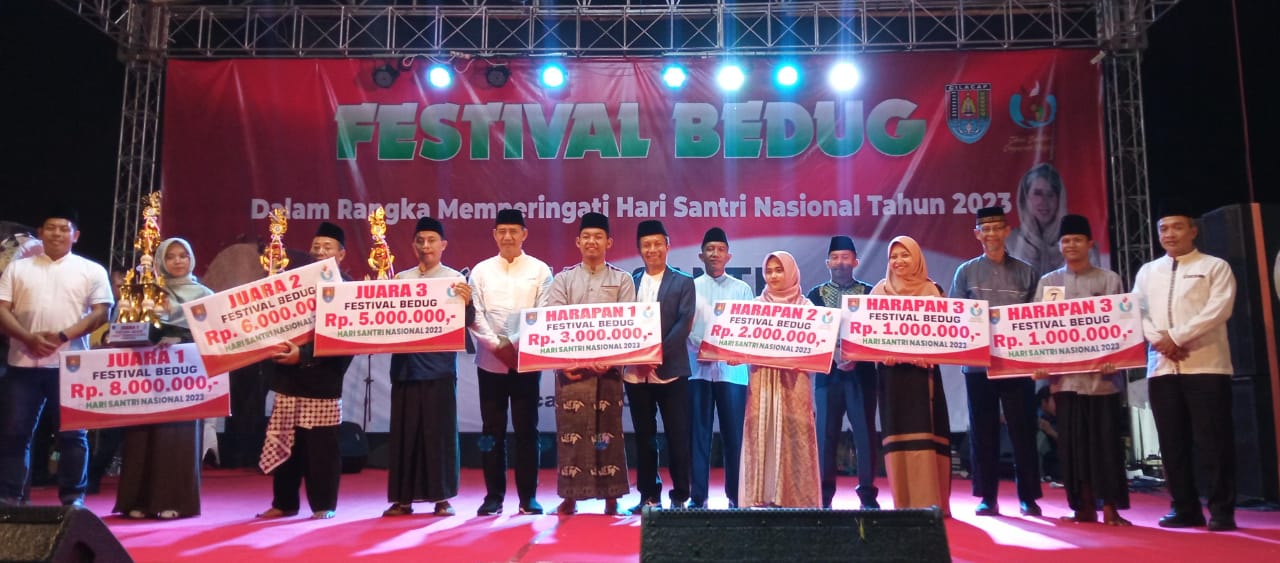 FESTIVAL BEDUG
CILACAP
Dalam Rangka Memperingati Hari Santri Nasional Tahun 2023
JUARA 1
FESTIVAL BEDUG
Rp. 8.000.000,-
HARI SANTRI NASIONAL 2023
JUARA 2
FESTIVAL BEDUG
Rp. 6.000.000,-
HARI SANTRI NASIONAL 2023
JUARA 3
FESTIVAL BEDUG
Rp. 5.000.000,-
HARI SANTRI NASIONAL 2023
HARAPAN 1
FESTIVAL BEDUG
Rp. 3.000.000,-
HARI SANTRI NASIONAL 2023
HARAPAN 2
FESTIVAL BEDUG
Rp. 2.000.000,-
HARI SANTRI NASIONAL 2023
HARAPAN 3
FESTIVAL BEDUG
Rp. 1.000.000,-
HARI SANTRI NASIONAL 2023
7
HARAPAN 3
FESTIVAL BEDUG
Rp. 1.000.000,-
HARI SANTRI NASIONAL 2023